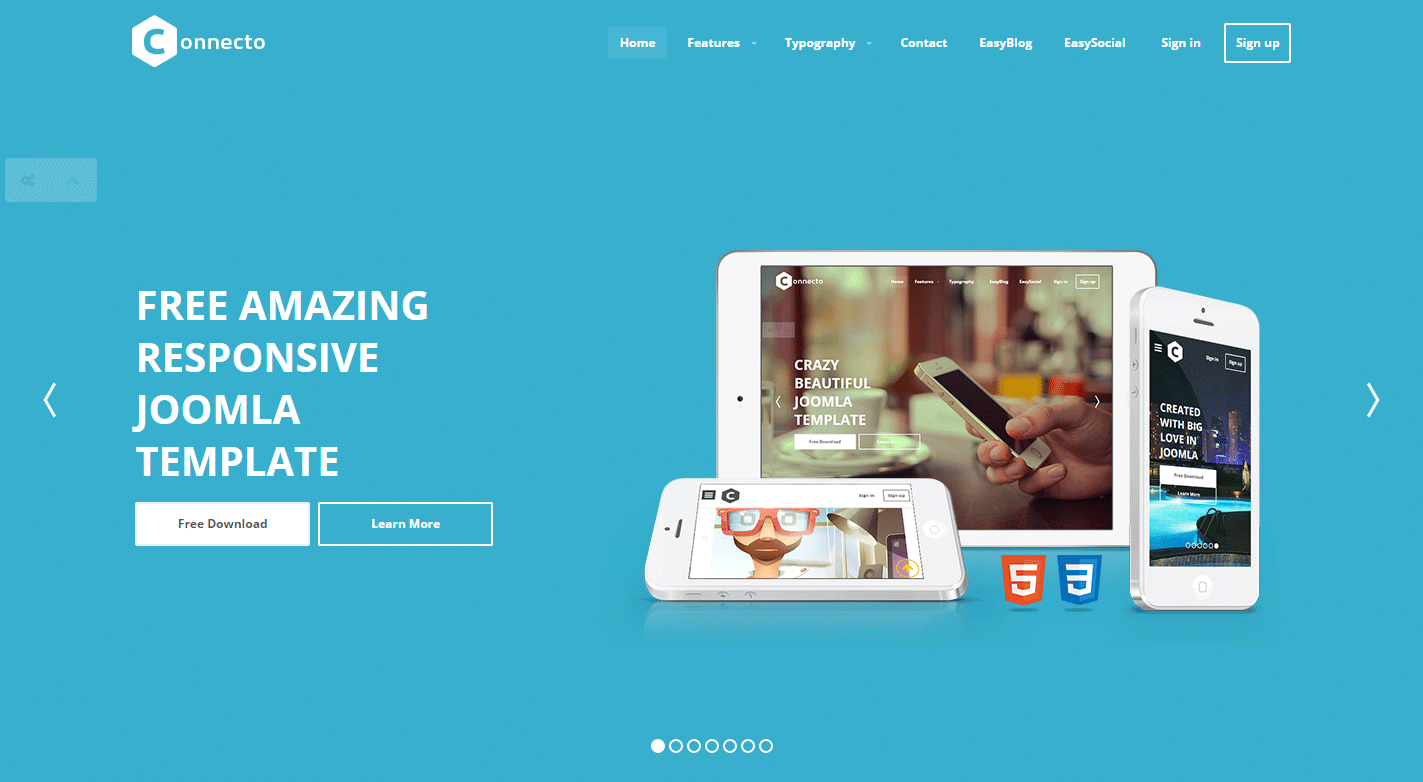 Connecto
Home Features Typography Contact EasyBlog EasySocial Sign in Sign up
FREE AMAZING
RESPONSIVE
JOOMLA
TEMPLATE
Free Download Learn More
Connecto
Home Features Typography EasyBlog EasySocial Sign in Sign up
CRAZY
BEAUTIFUL
JOOMLA
TEMPLATE
Free Download Learn More
C Sign in Sign up
C Sign in Sign up
CREATED
WITH BIG
LOVE IN
JOOMLA
Free Download
Learn More
5 3